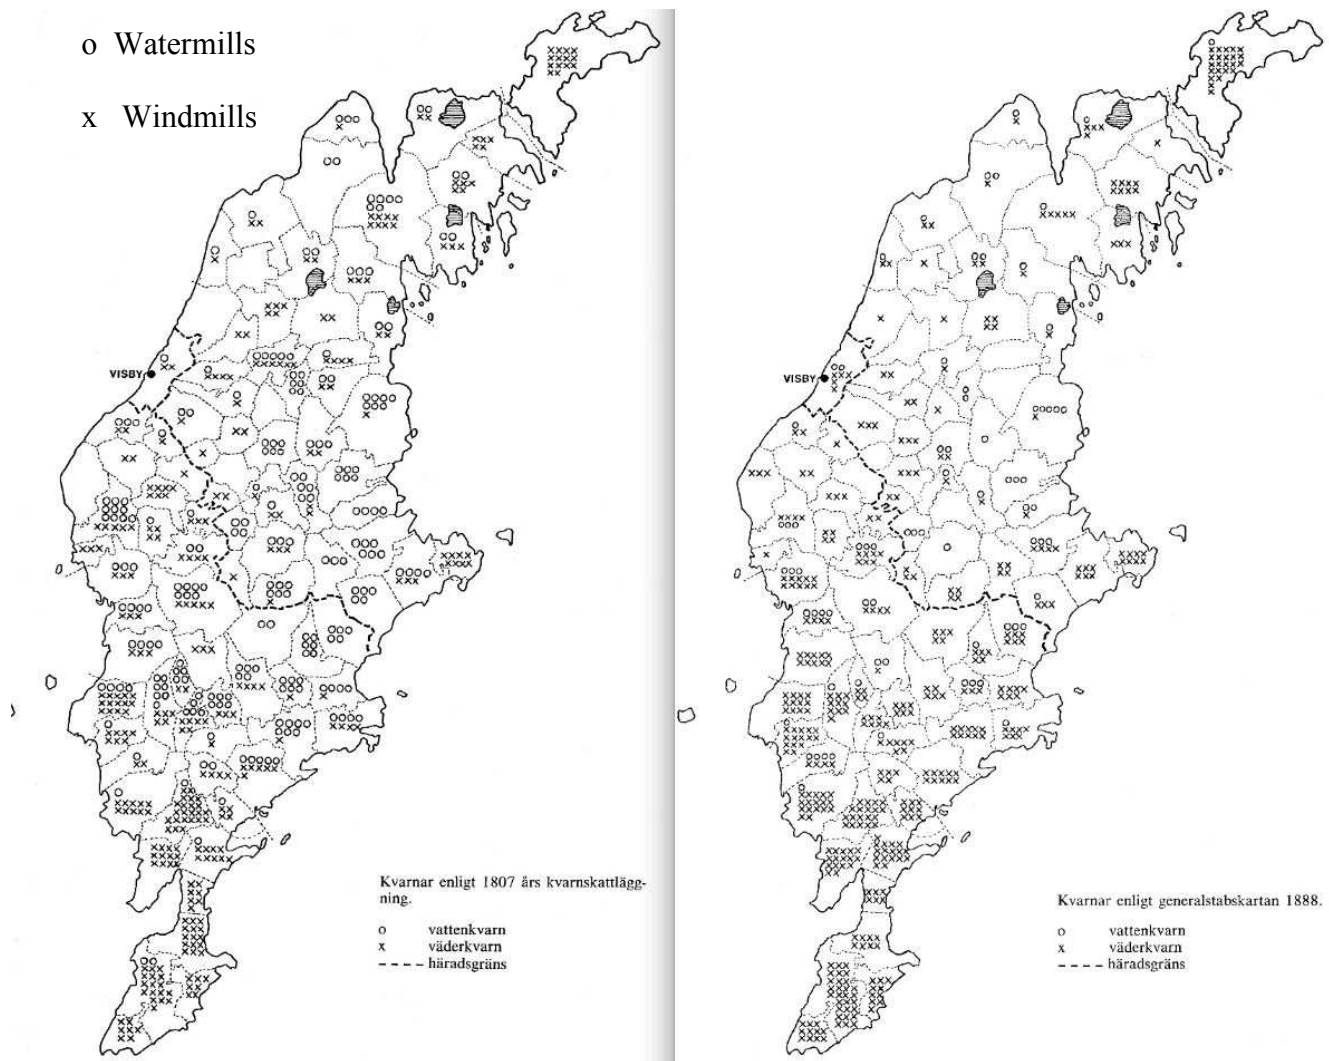 o Watermills
x Windmills
VISBY
Kvarnar enligt 1807 års kvarnskattlägg-
ning.
o vattenkvarn
x väderkvarn
häradsgräns
VISBY
Kvarnar enligt generalstabskartan 1888.
o vattenkvarn
x väderkvarn
häradsgräns